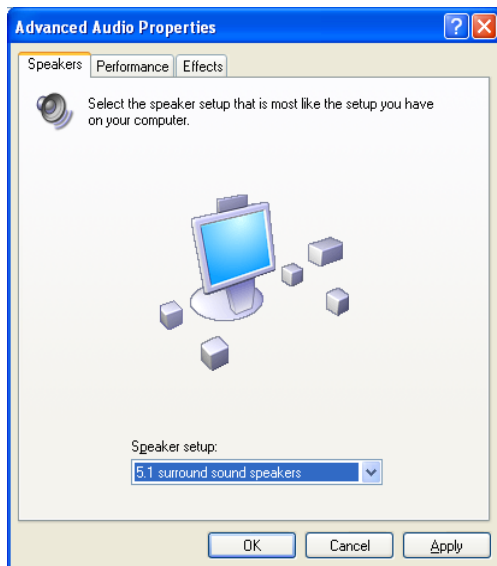 Advanced Audio Properties
Speakers Performance Effects
Select the speaker setup that is most like the setup you have
on your computer.
Speaker setup:
5.1 surround sound speakers
OK Cancel Apply